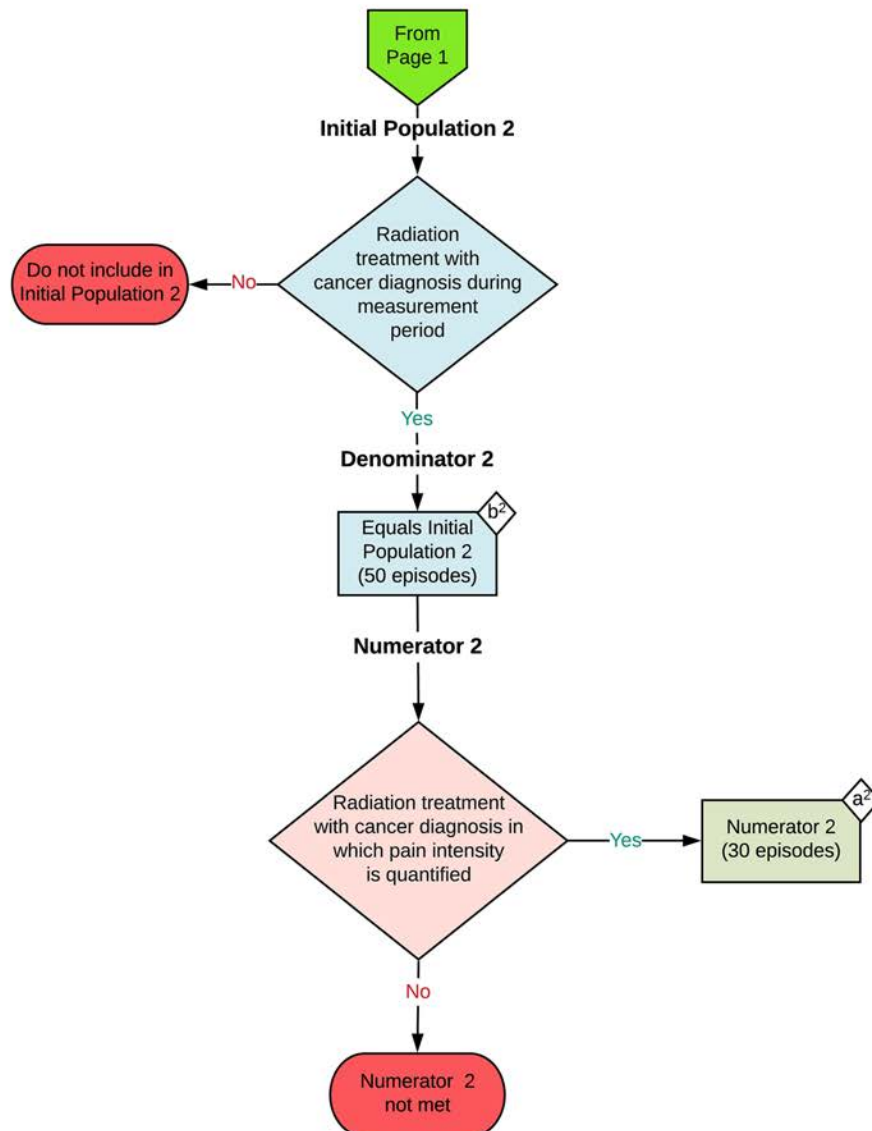 From
Page 1
Initial Population 2
Radiation
treatment with
cancer diagnosis during
measurement
period
No
Do not include in
Initial Population 2
Yes
Denominator 2
b²
Equals Initial
Population 2
(50 episodes)
Numerator 2
Radiation treatment
with cancer diagnosis in
which pain intensity
is quantified
Yes
a²
Numerator 2
(30 episodes)
No
Numerator 2
not met